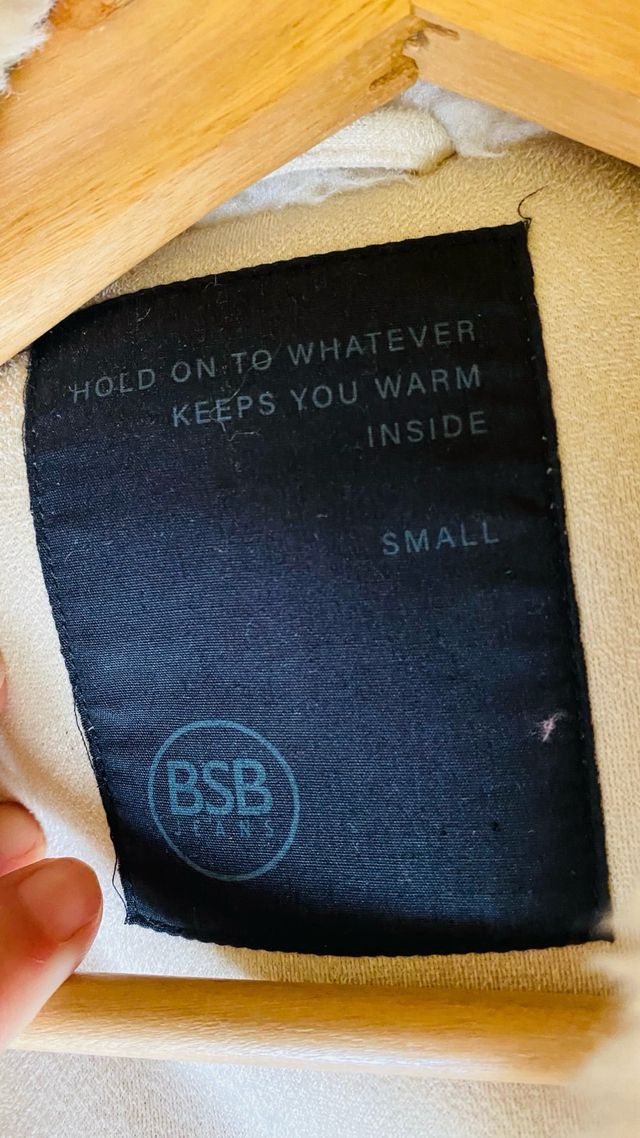 HOLD ON TO WHATEVER
KEEPS YOU WARM
INSIDE
SMALL
BSB
JEANS